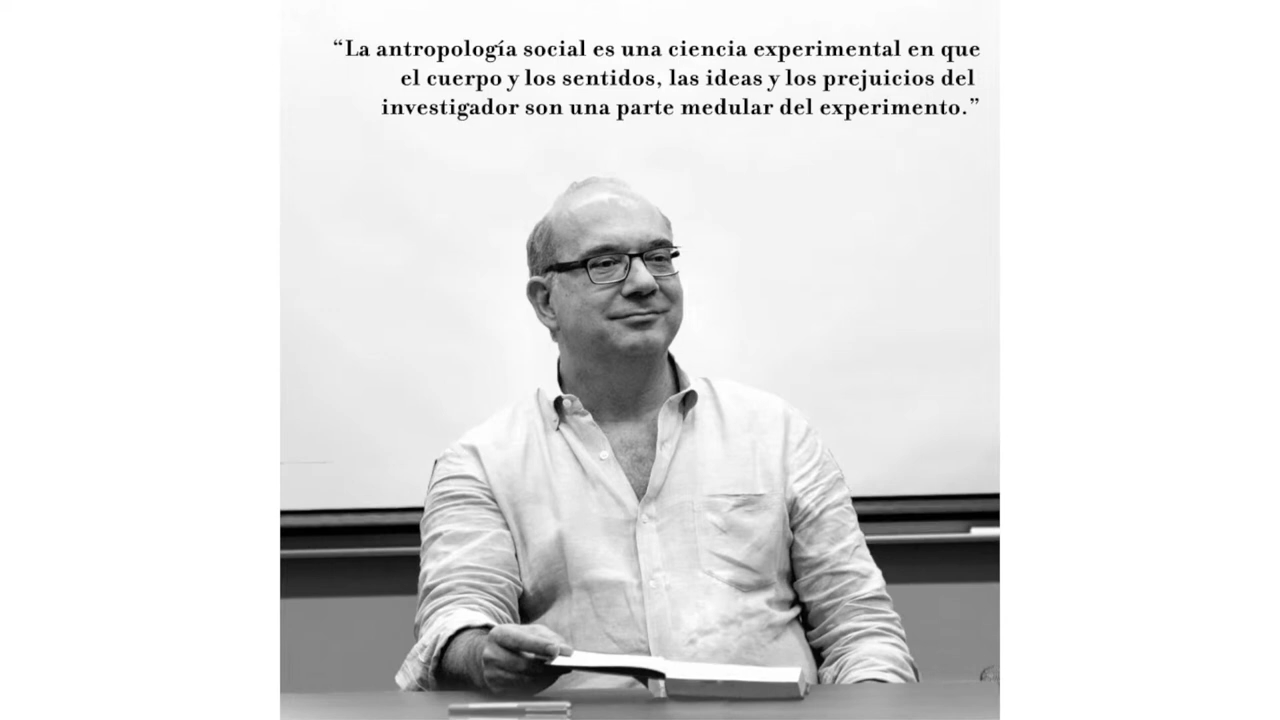 “La antropología social es una ciencia experimental en que
el cuerpo y los sentidos, las ideas y los prejuicios del
investigador son una parte medular del experimento.”